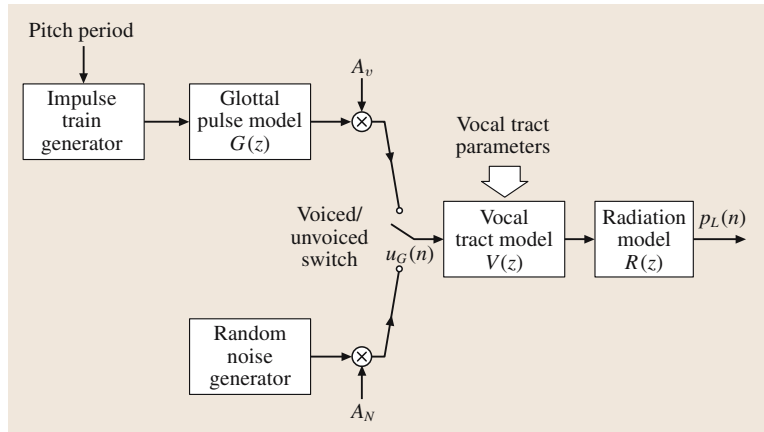 Pitch period
Impulse
train
generator
Glottal
pulse model
G(z)
A_v
Vocal tract
parameters
Voiced/
unvoiced
switch
u_G(n)
Vocal
tract model
V(z)
Radiation
model
R(z)
p_L(n)
Random
noise
generator
A_N